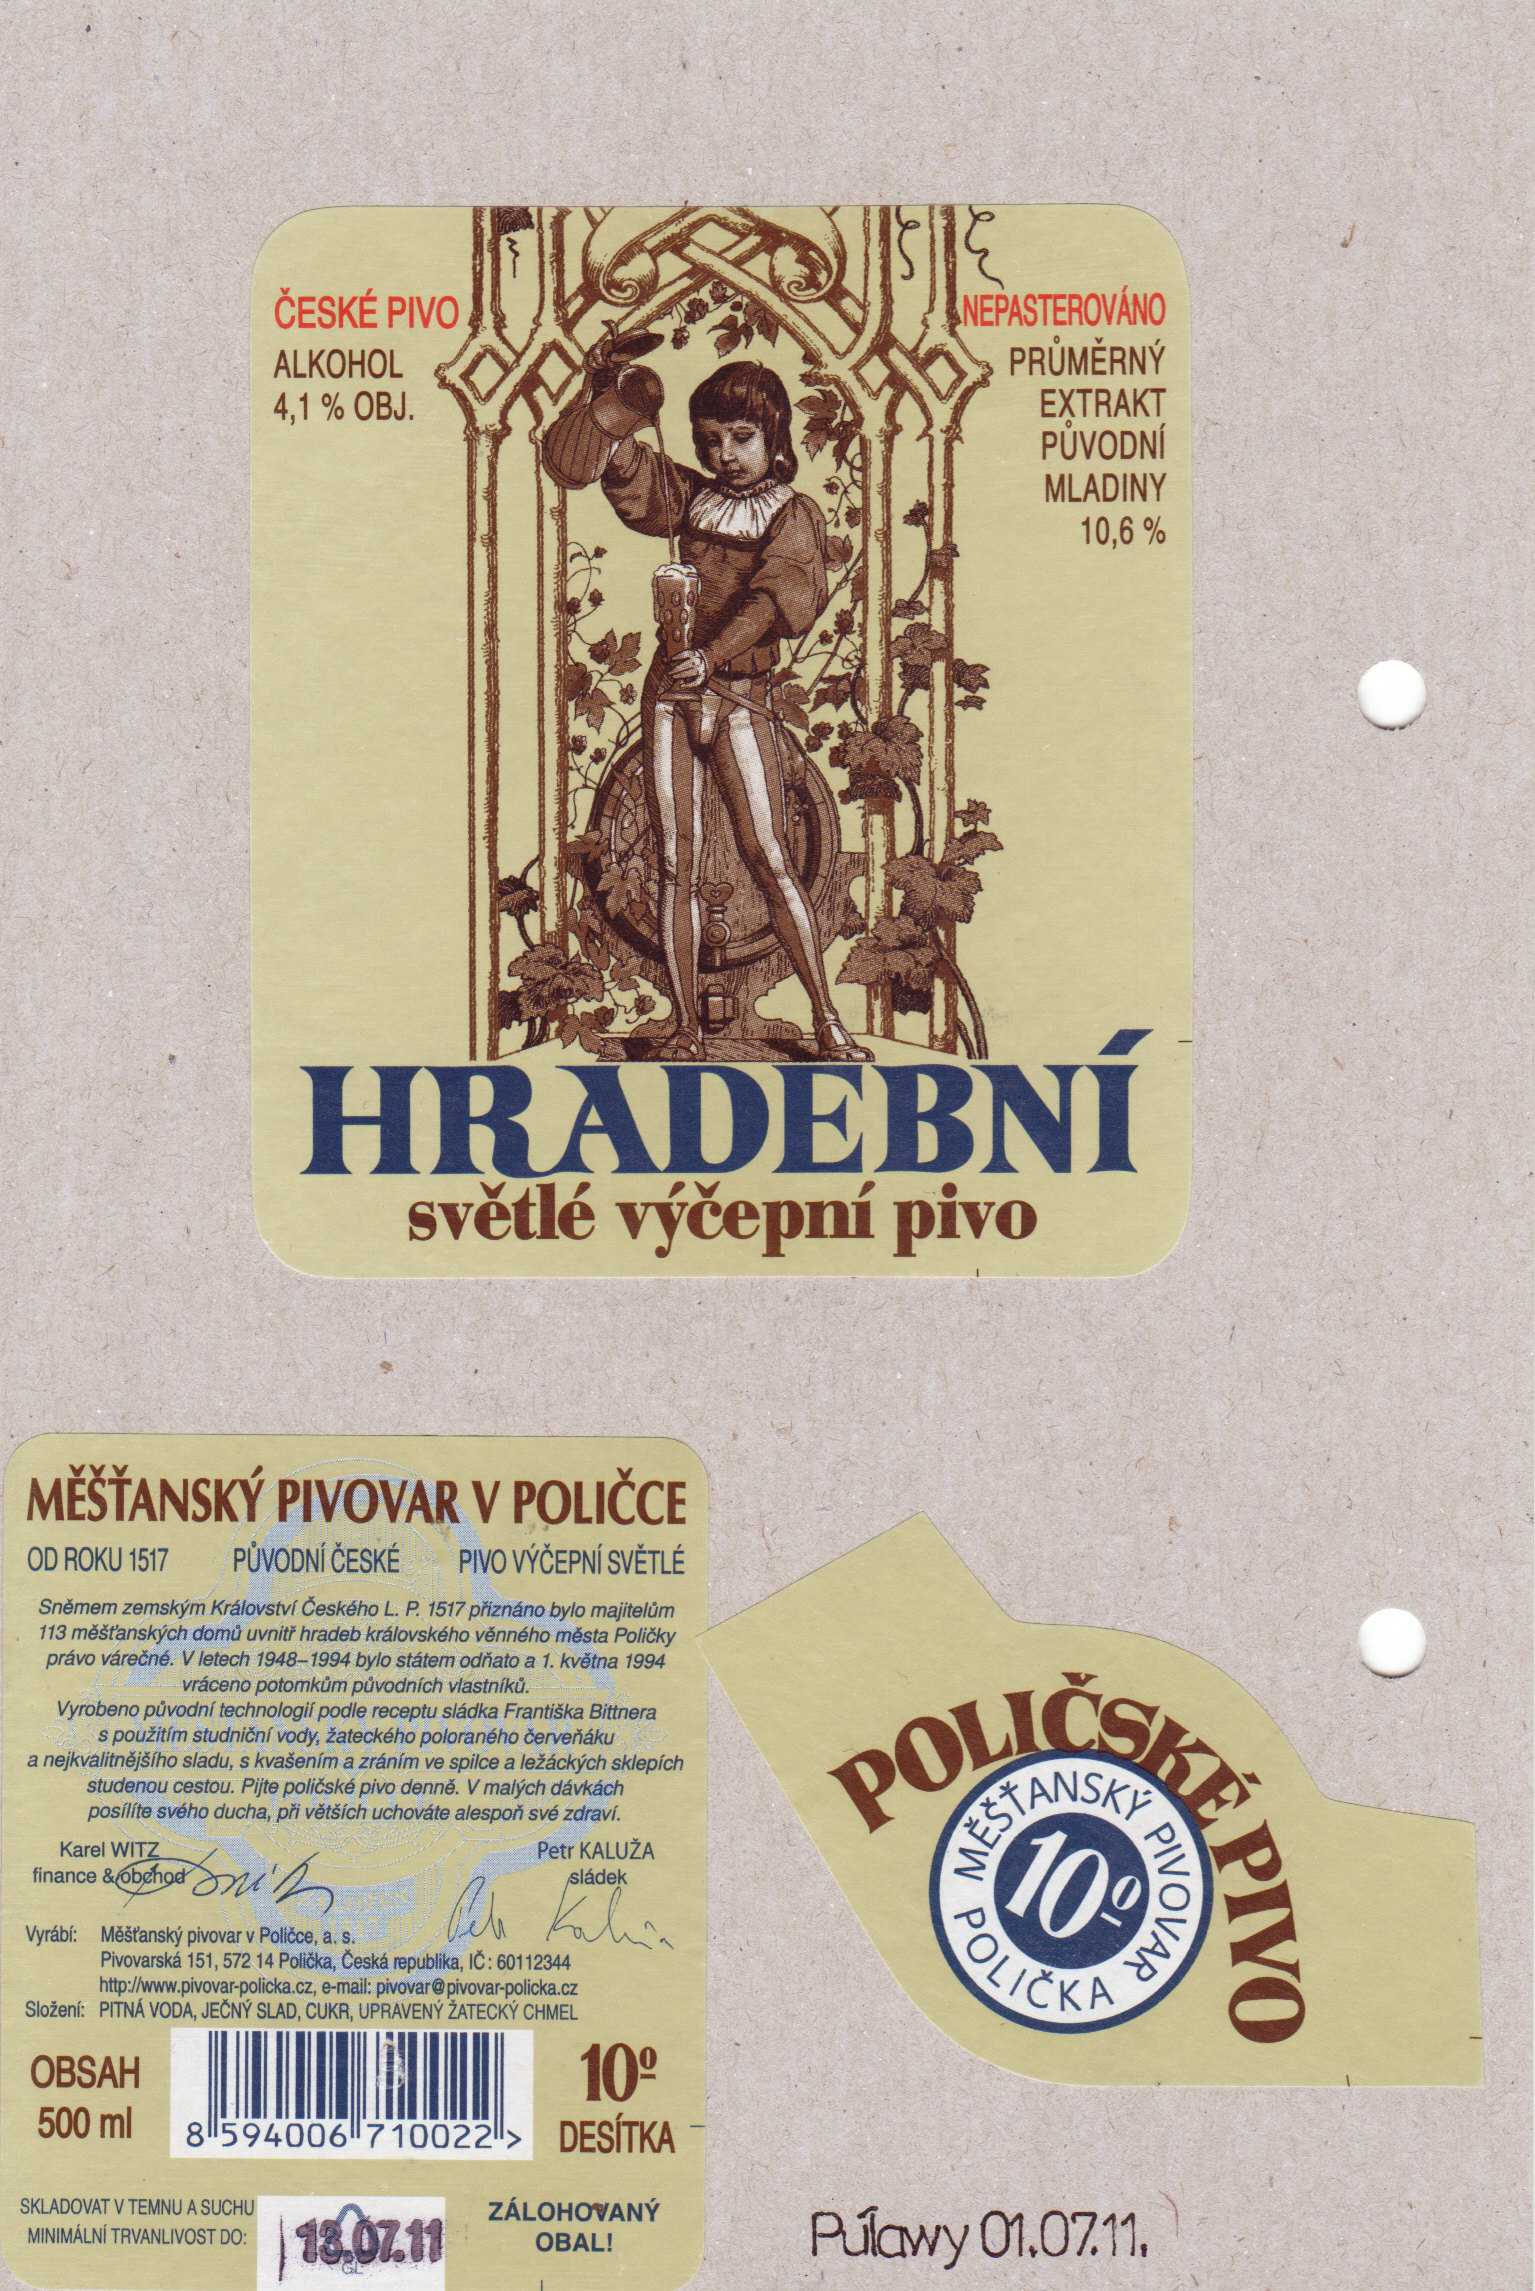 ČESKÉ PIVO
ALKOHOL
4,1 % OBJ.
NEPASTEROVÁNO
PRŮMĚRNÝ
EXTRAKT
PŮVODNÍ
MLADINY
10,6 %
HRADEBNÍ
světlé výčepní pivo
MĚŠŤANSKÝ PIVOVAR V POLIČCE
OD ROKU 1517 PŮVODNÍ ČESKÉ PIVO VÝČEPNÍ SVĚTLÉ
Sněmem zemským Království Českého L. P. 1517 přiznáno bylo majitelům
113 měšťanských domů uvnitř hradeb královského věnného města Poličky
právo várečné. V letech 1948–1994 bylo státem odňato a 1. května 1994
vráceno potomkům původních vlastníků.
Vyrobeno původní technologií podle receptu sládka Františka Bittnera
s použitím studniční vody, žateckého poloraného červeňáku
a nejkvalitnějšího sladu, s kvašením a zráním ve spilce a ležáckých sklepích
studenou cestou. Pijte poličské pivo denně. V malých dávkách
posílíte svého ducha, při větších uchováte alespoň své zdraví.
Karel WITZ
finance & obchod
Petr KALUŽA
sládek
Vyrábí: Měšťanský pivovar v Poličce, a. s.
Pivovarská 151, 572 14 Polička, Česká republika, IČ: 60112344
http://www.pivovar-policka.cz, e-mail: pivovar@pivovar-policka.cz
Složení: PITNÁ VODA, JEČNÝ SLAD, CUKR, UPRAVENÝ ŽATECKÝ CHMEL
OBSAH
500 ml
8 594006 710022 >
10º
DESÍTKA
SKLADOVAT V TEMNU A SUCHU
MINIMÁLNÍ TRVANLIVOST DO:
13.07.11
GL
ZÁLOHOVANÝ
OBAL!
POLIČSKÉ PIVO
MĚŠŤANSKÝ PIVOVAR
10º
POLIČKA
Puławy 01.07.11.